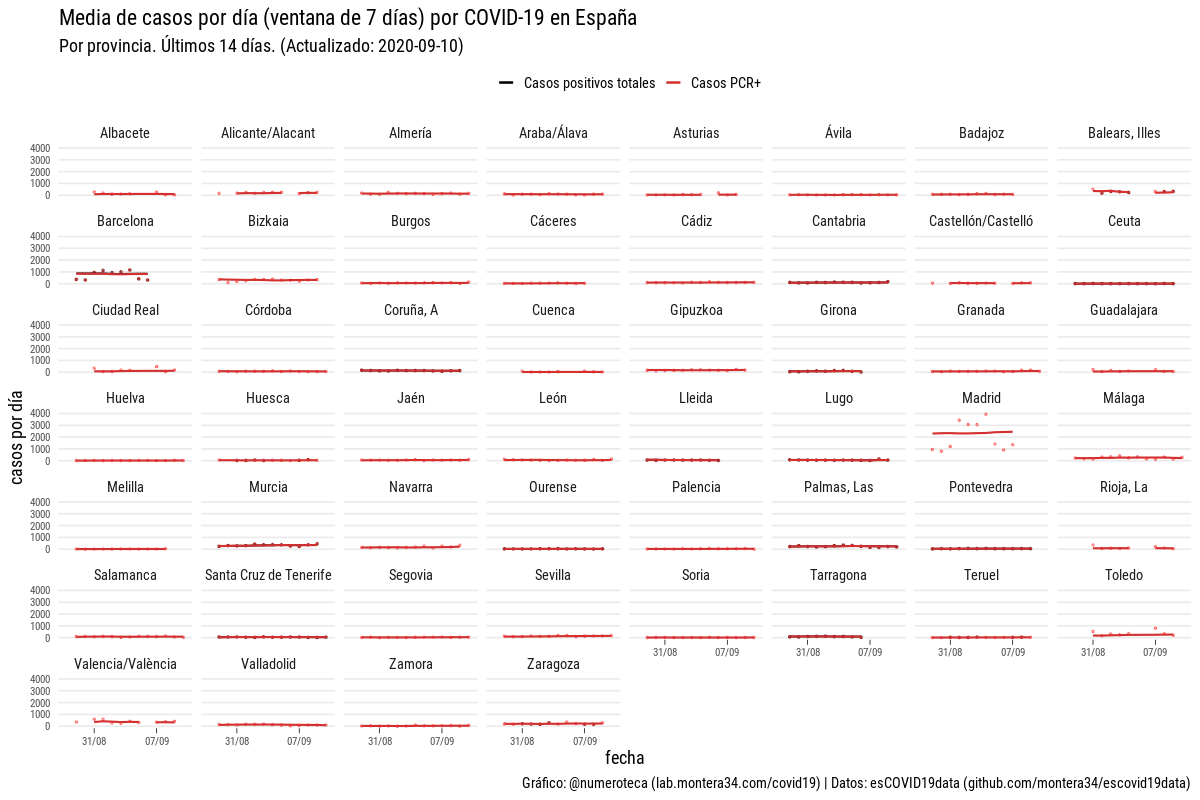 Media de casos por día (ventana de 7 días) por COVID-19 en España
Por provincia. Últimos 14 días. (Actualizado: 2020-09-10)
Casos positivos totales Casos PCR+
Albacete Alicante/Alacant Almería Araba/Álava Asturias Ávila Badajoz Balears, Illes
4000
3000
2000
1000
0
Barcelona Bizkaia Burgos Cáceres Cádiz Cantabria Castellón/Castelló Ceuta
4000
3000
2000
1000
0
Ciudad Real Córdoba Coruña, A Cuenca Gipuzkoa Girona Granada Guadalajara
4000
3000
2000
1000
0
casos por día
Huelva Huesca Jaén León Lleida Lugo Madrid Málaga
4000
3000
2000
1000
0
Melilla Murcia Navarra Ourense Palencia Palmas, Las Pontevedra Rioja, La
4000
3000
2000
1000
0
Salamanca Santa Cruz de Tenerife Segovia Sevilla Soria Tarragona Teruel Toledo
4000
3000
2000
1000
0
31/08 07/09 31/08 07/09 31/08 07/09 31/08 07/09
Valencia/València Valladolid Zamora Zaragoza
4000
3000
2000
1000
0
31/08 07/09 31/08 07/09 31/08 07/09 31/08 07/09
fecha
Gráfico: @numeroteca (lab.montera34.com/covid19) | Datos: esCOVID19data (github.com/montera34/escovid19data)